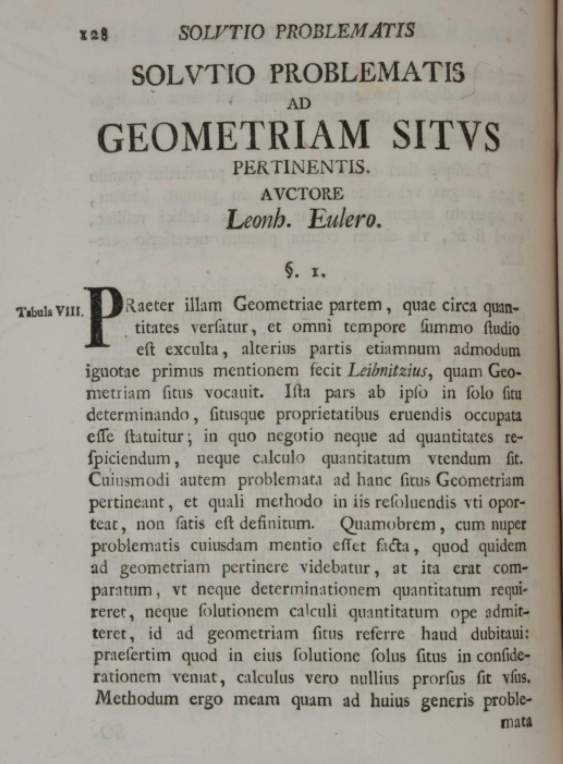 128 SOLVTIO PROBLEMATIS
SOLVTIO PROBLEMATIS
AD
GEOMETRIAM SITVS
PERTINENTIS.
AVCTORE
Leonh. Eulero.
§. 1.
Tabula VIII. PRaeter illam Geometriae partem, quae circa quan-
titates verſatur, et omni tempore ſummo ſtudio
eſt exculta, alterius partis etiamnum admodum
ignotae primus mentionem fecit Leibnitzius, quam Geo-
metriam ſitus vocauit. Iſta pars ab ipſo in ſolo ſitu
determinando, ſitusque proprietatibus eruendis occupata
eſſe ſtatuitur; in quo negotio neque ad quantitates re-
ſpiciendum, neque calculo quantitatum vtendum ſit.
Cuiusmodi autem problemata ad hanc ſitus Geometriam
pertineant, et quali methodo in iis reſoluendis vti opor-
teat, non ſatis eſt definitum. Quamobrem, cum nuper
problematis cuiusdam mentio eſſet facta, quod quidem
ad geometriam pertinere videbatur, at ita erat com-
paratum, vt neque determinationem quantitatum requi-
reret, neque ſolutionem calculi quantitatum ope admit-
teret, id ad geometriam ſitus referre haud dubitaui:
praeſertim quod in eius ſolutione ſolus ſitus in conſide-
rationem veniat, calculus vero nullius prorſus ſit vſus.
Methodum ergo meam quam ad huius generis proble-
mata